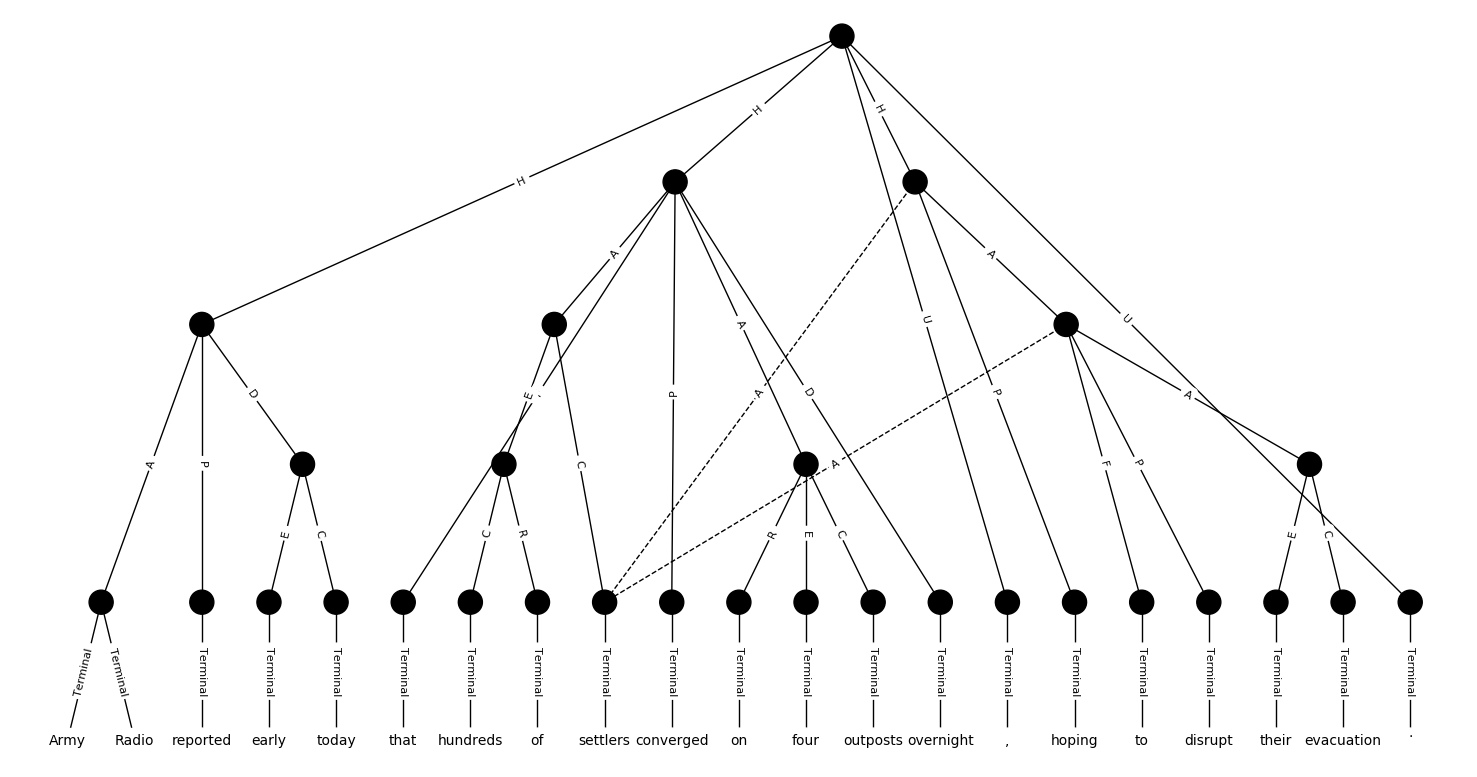 H
H
H
A
A
A
U
U
E
P
D
A
D
A
P
A
A
P
C
A
F
P
E
C
C
R
R
E
C
E
C
Terminal Terminal Terminal Terminal Terminal Terminal Terminal Terminal Terminal Terminal Terminal Terminal Terminal Terminal Terminal Terminal Terminal Terminal Terminal Terminal Terminal
Army Radio reported early today that hundreds of settlers converged on four outposts overnight , hoping to disrupt their evacuation .